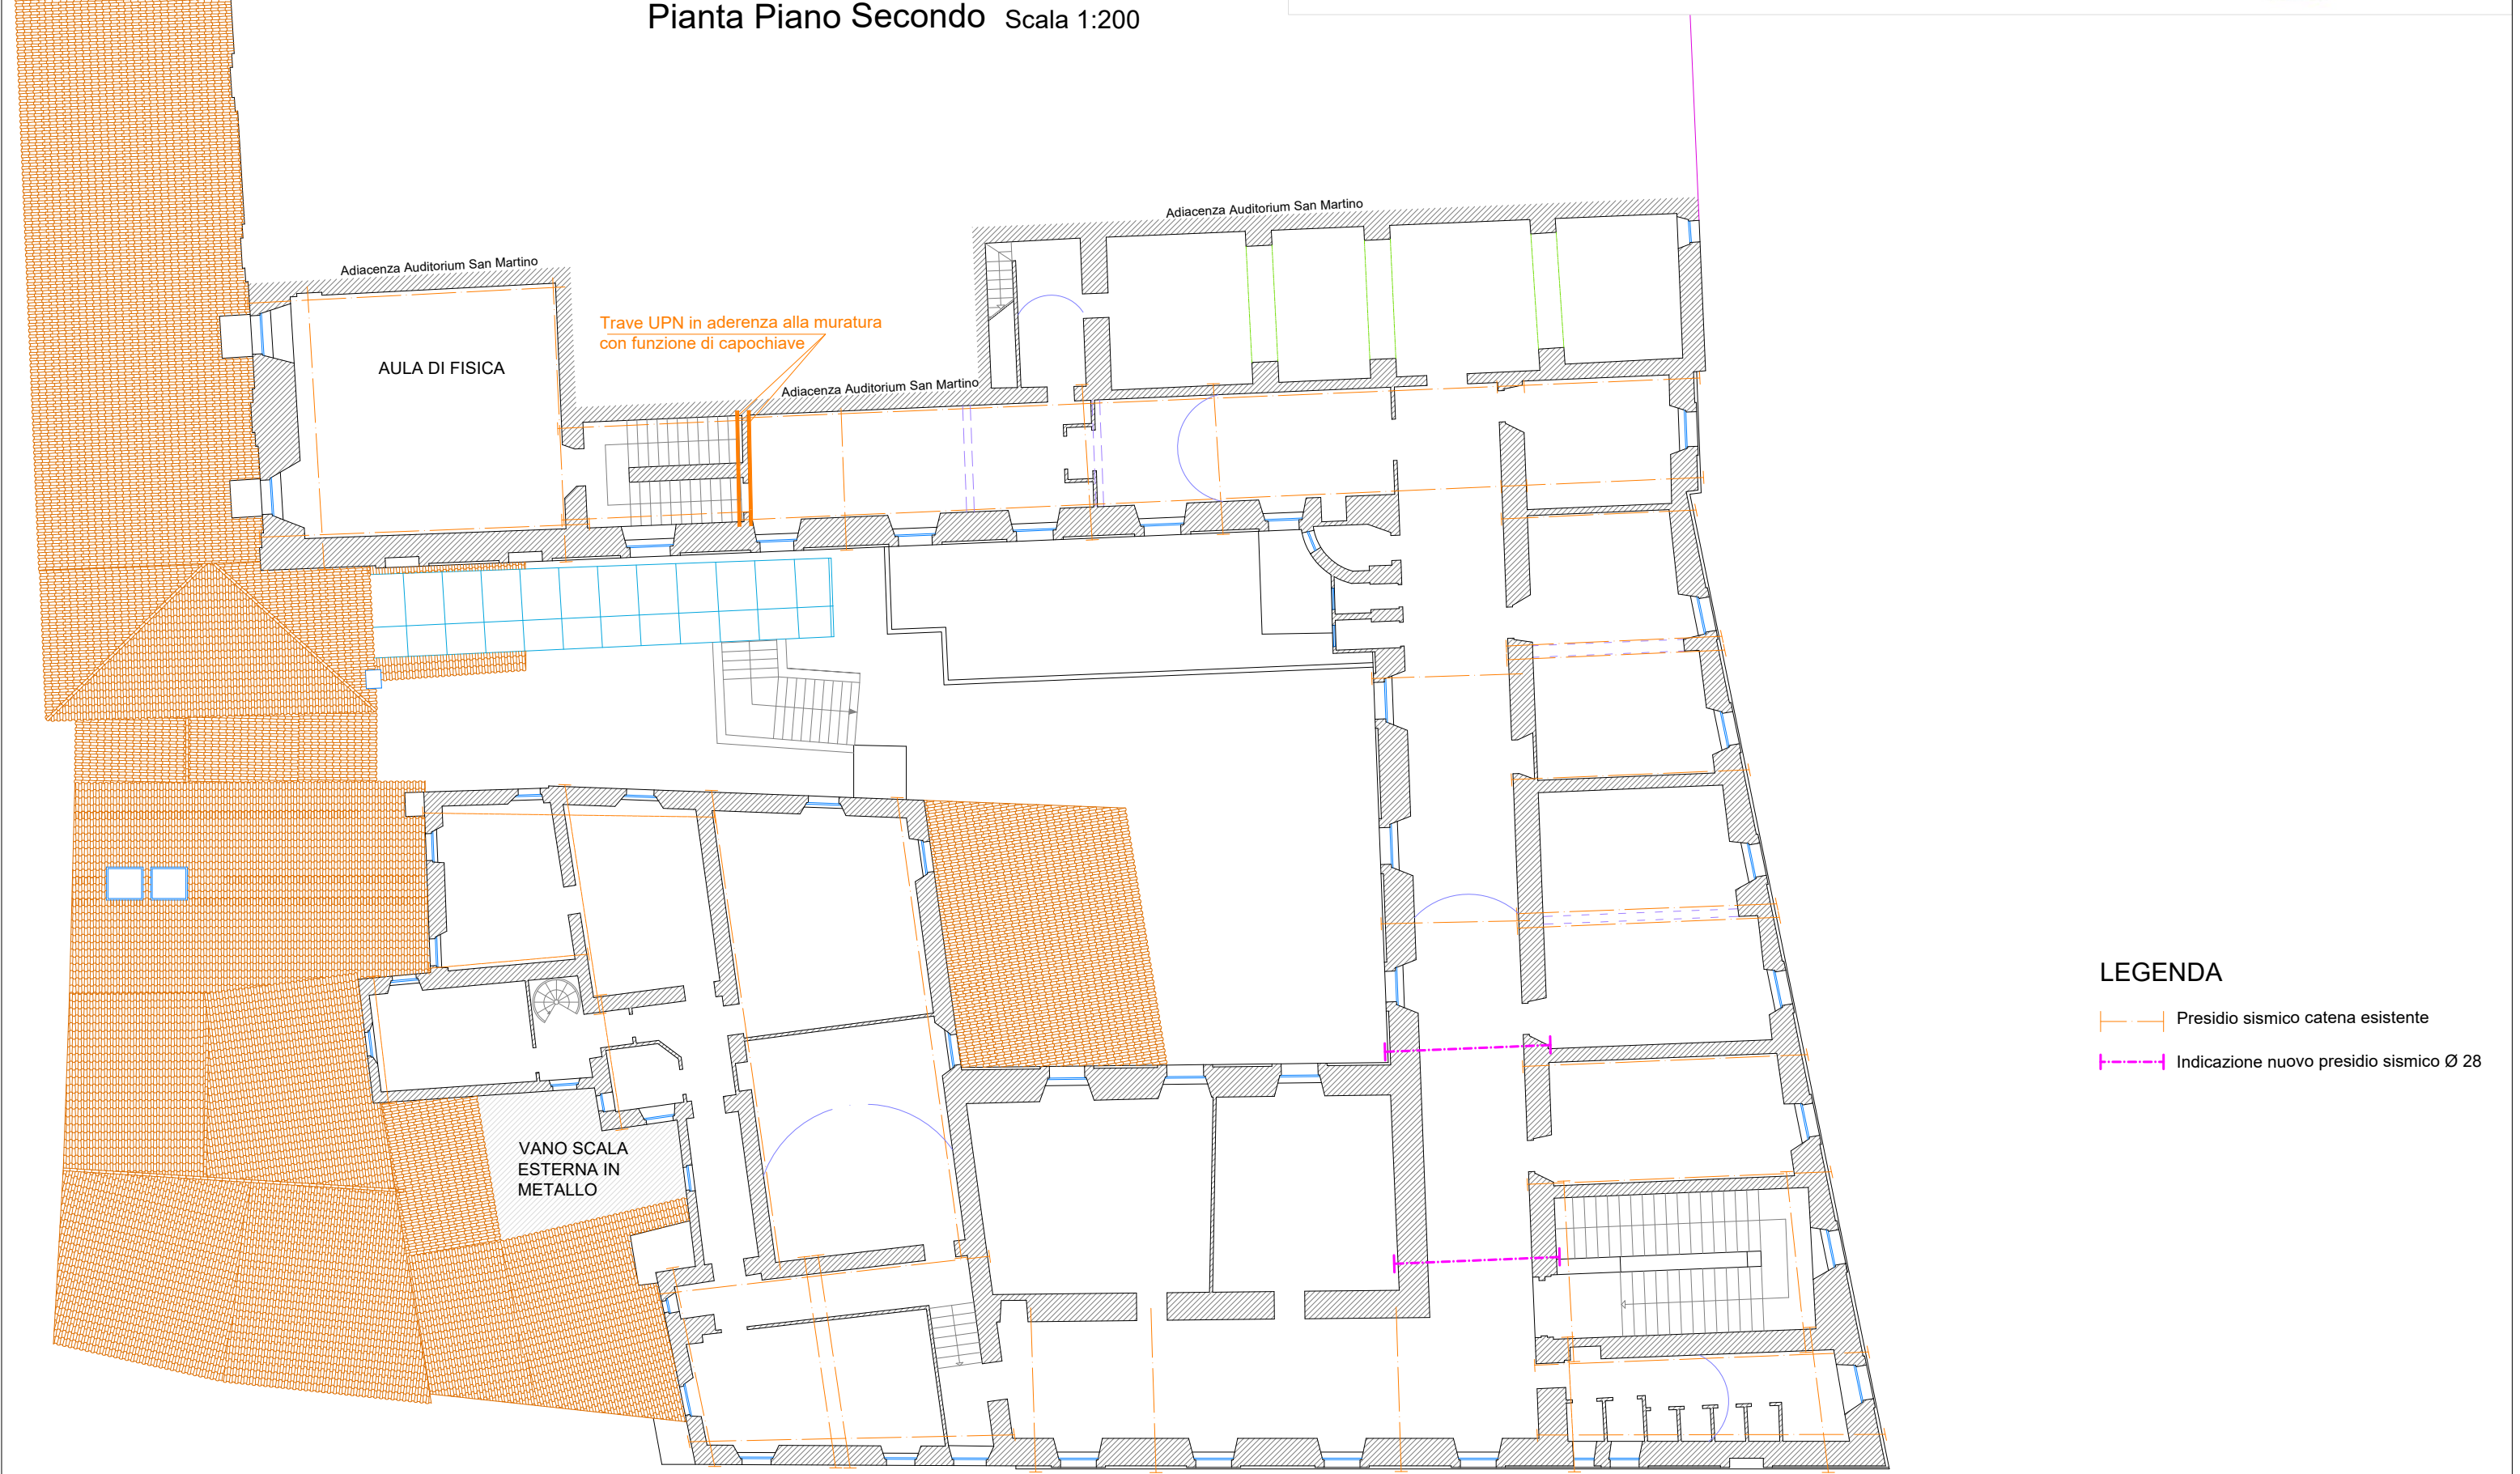 Pianta Piano Secondo Scala 1:200
Adiacenza Auditorium San Martino
Adiacenza Auditorium San Martino
Trave UPN in aderenza alla muratura
con funzione di capochiave
AULA DI FISICA
Adiacenza Auditorium San Martino
LEGENDA
Presidio sismico catena esistente
Indicazione nuovo presidio sismico Ø 28
VANO SCALA
ESTERNA IN
METALLO